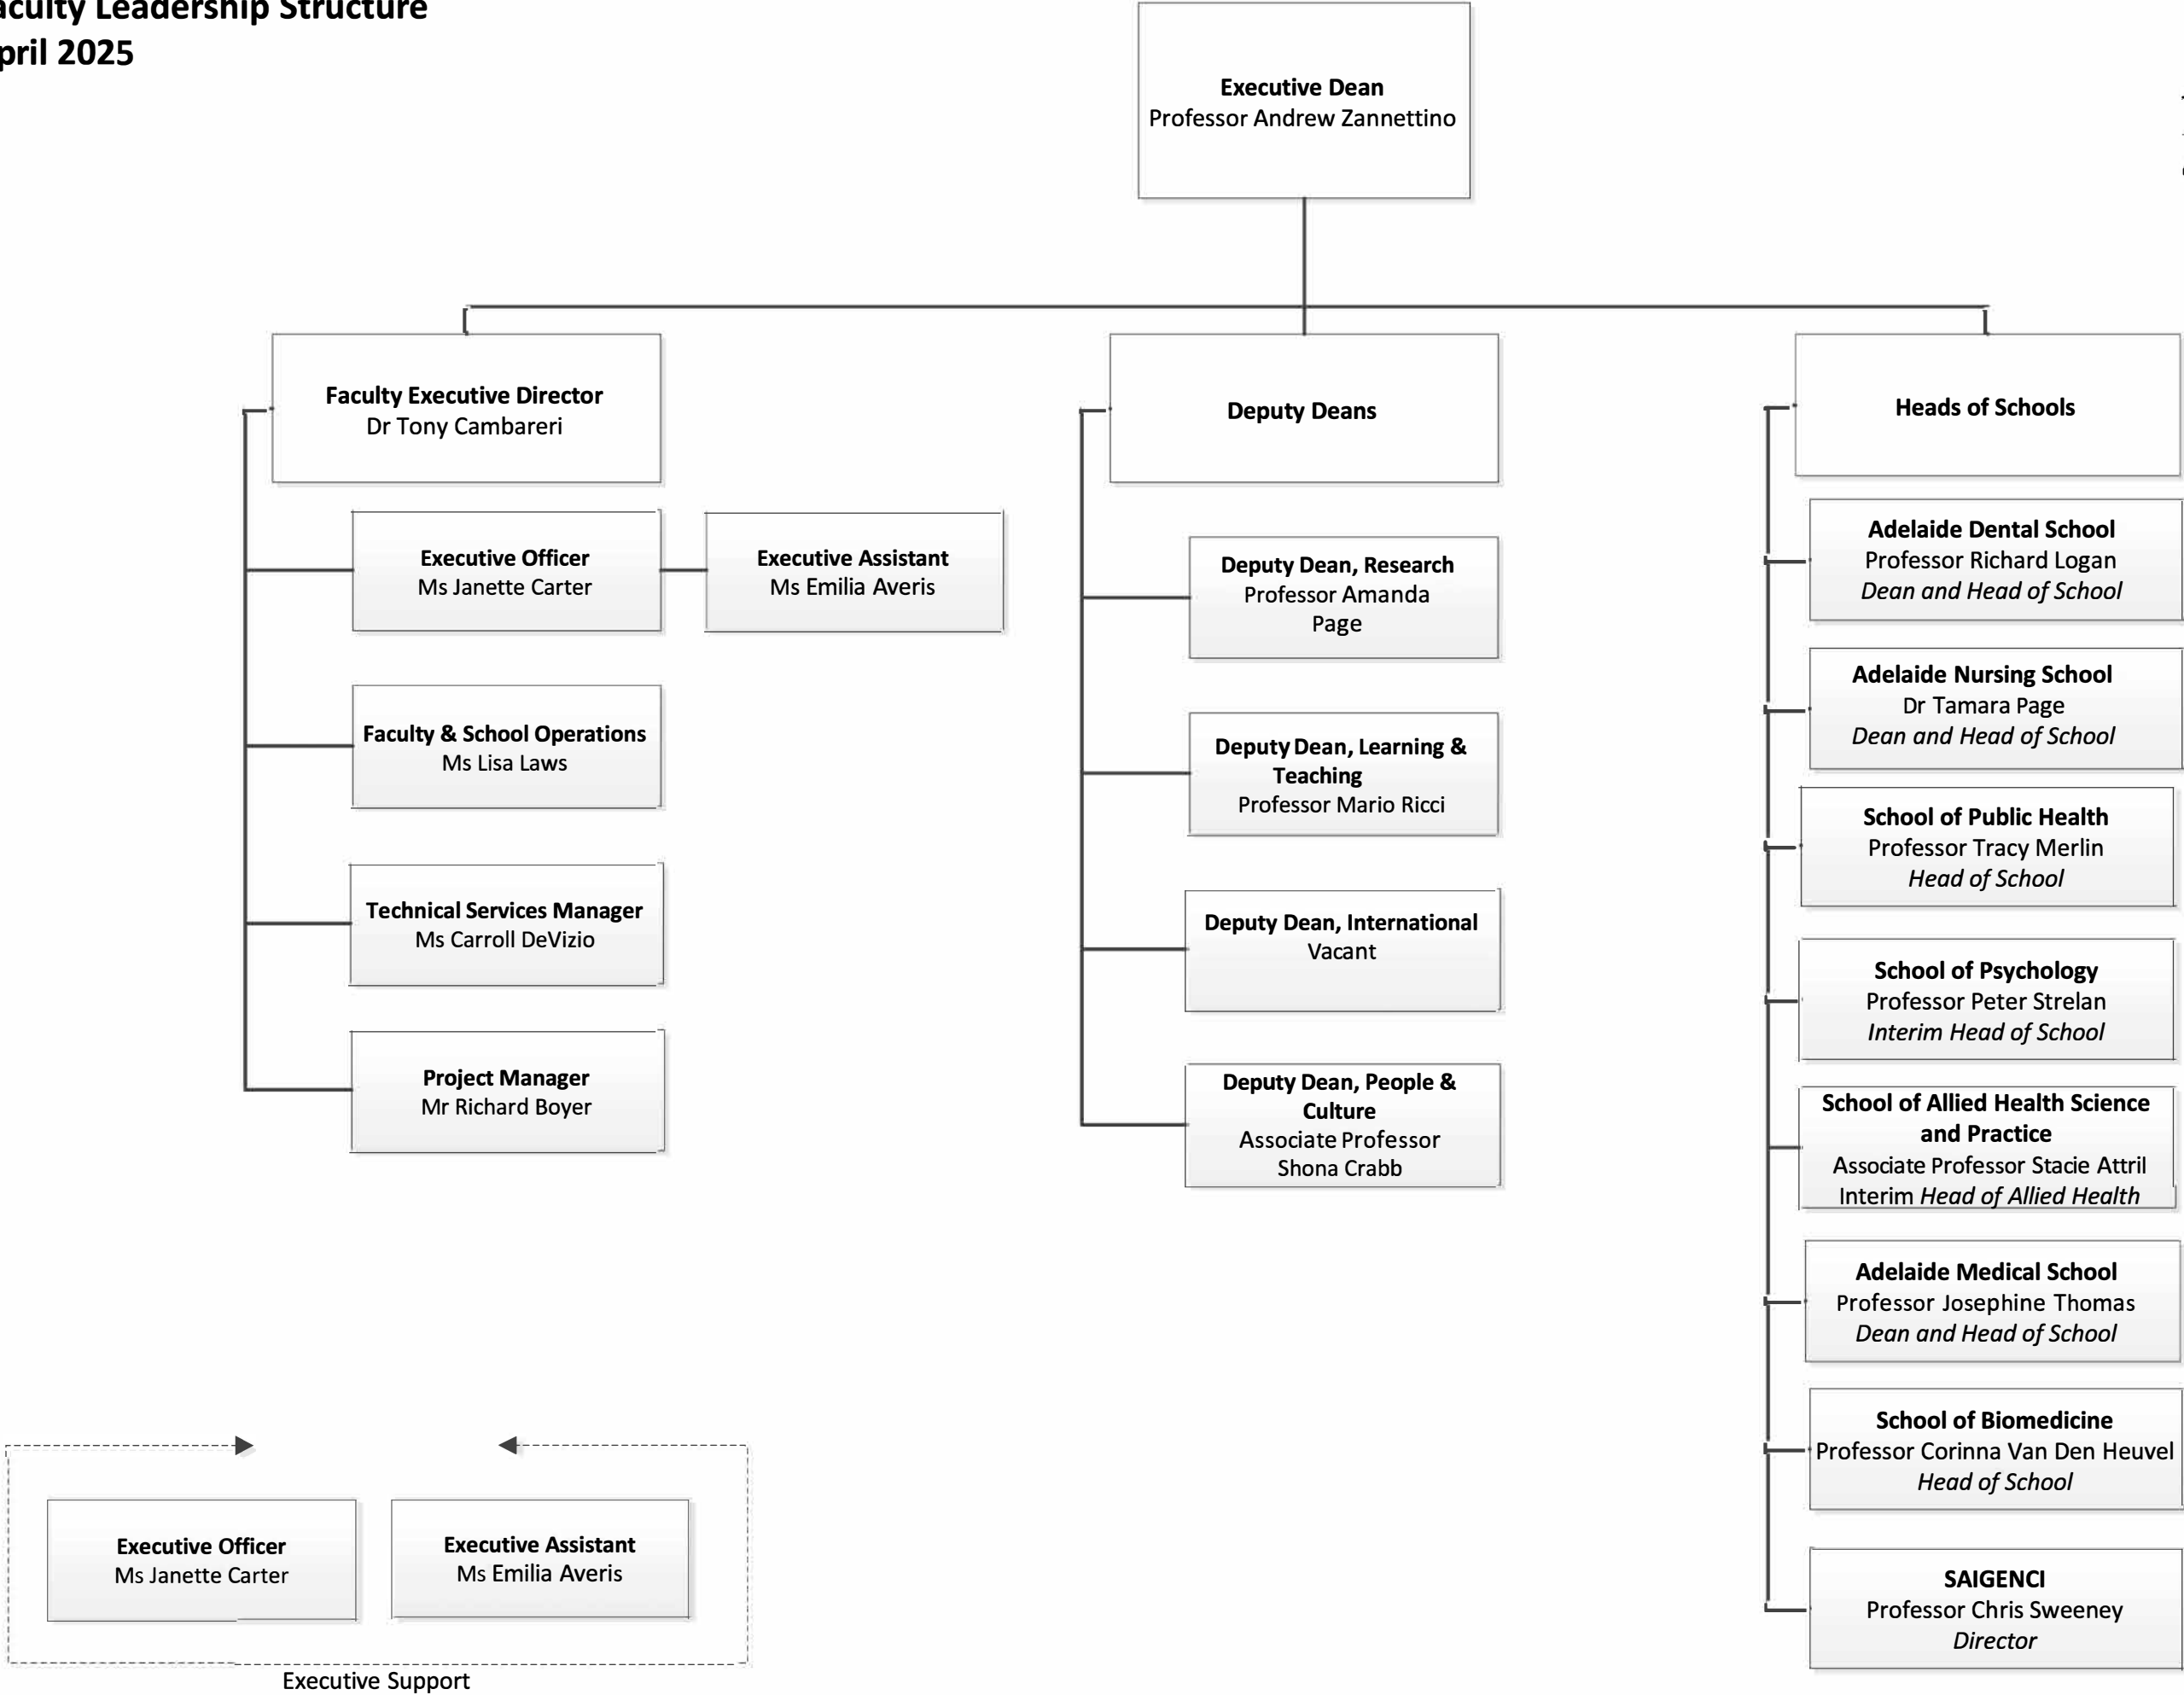 aculty Leadership Structure
pril 2025
Executive Dean
Professor Andrew Zannettino
Faculty Executive Director
Dr Tony Cambareri
Executive Officer
Ms Janette Carter
Executive Assistant
Ms Emilia Averis
Faculty & School Operations
Ms Lisa Laws
Technical Services Manager
Ms Carroll DeVizio
Project Manager
Mr Richard Boyer
Deputy Deans
Deputy Dean, Research
Professor Amanda
Page
Deputy Dean, Learning &
Teaching
Professor Mario Ricci
Deputy Dean, International
Vacant
Deputy Dean, People &
Culture
Associate Professor
Shona Crabb
Heads of Schools
Adelaide Dental School
Professor Richard Logan
Dean and Head of School
Adelaide Nursing School
Dr Tamara Page
Dean and Head of School
School of Public Health
Professor Tracy Merlin
Head of School
School of Psychology
Professor Peter Strelan
Interim Head of School
School of Allied Health Science
and Practice
Associate Professor Stacie Attril
Interim Head of Allied Health
Adelaide Medical School
Professor Josephine Thomas
Dean and Head of School
School of Biomedicine
Professor Corinna Van Den Heuvel
Head of School
SAIGENCI
Professor Chris Sweeney
Director
Executive Officer
Ms Janette Carter
Executive Assistant
Ms Emilia Averis
Executive Support